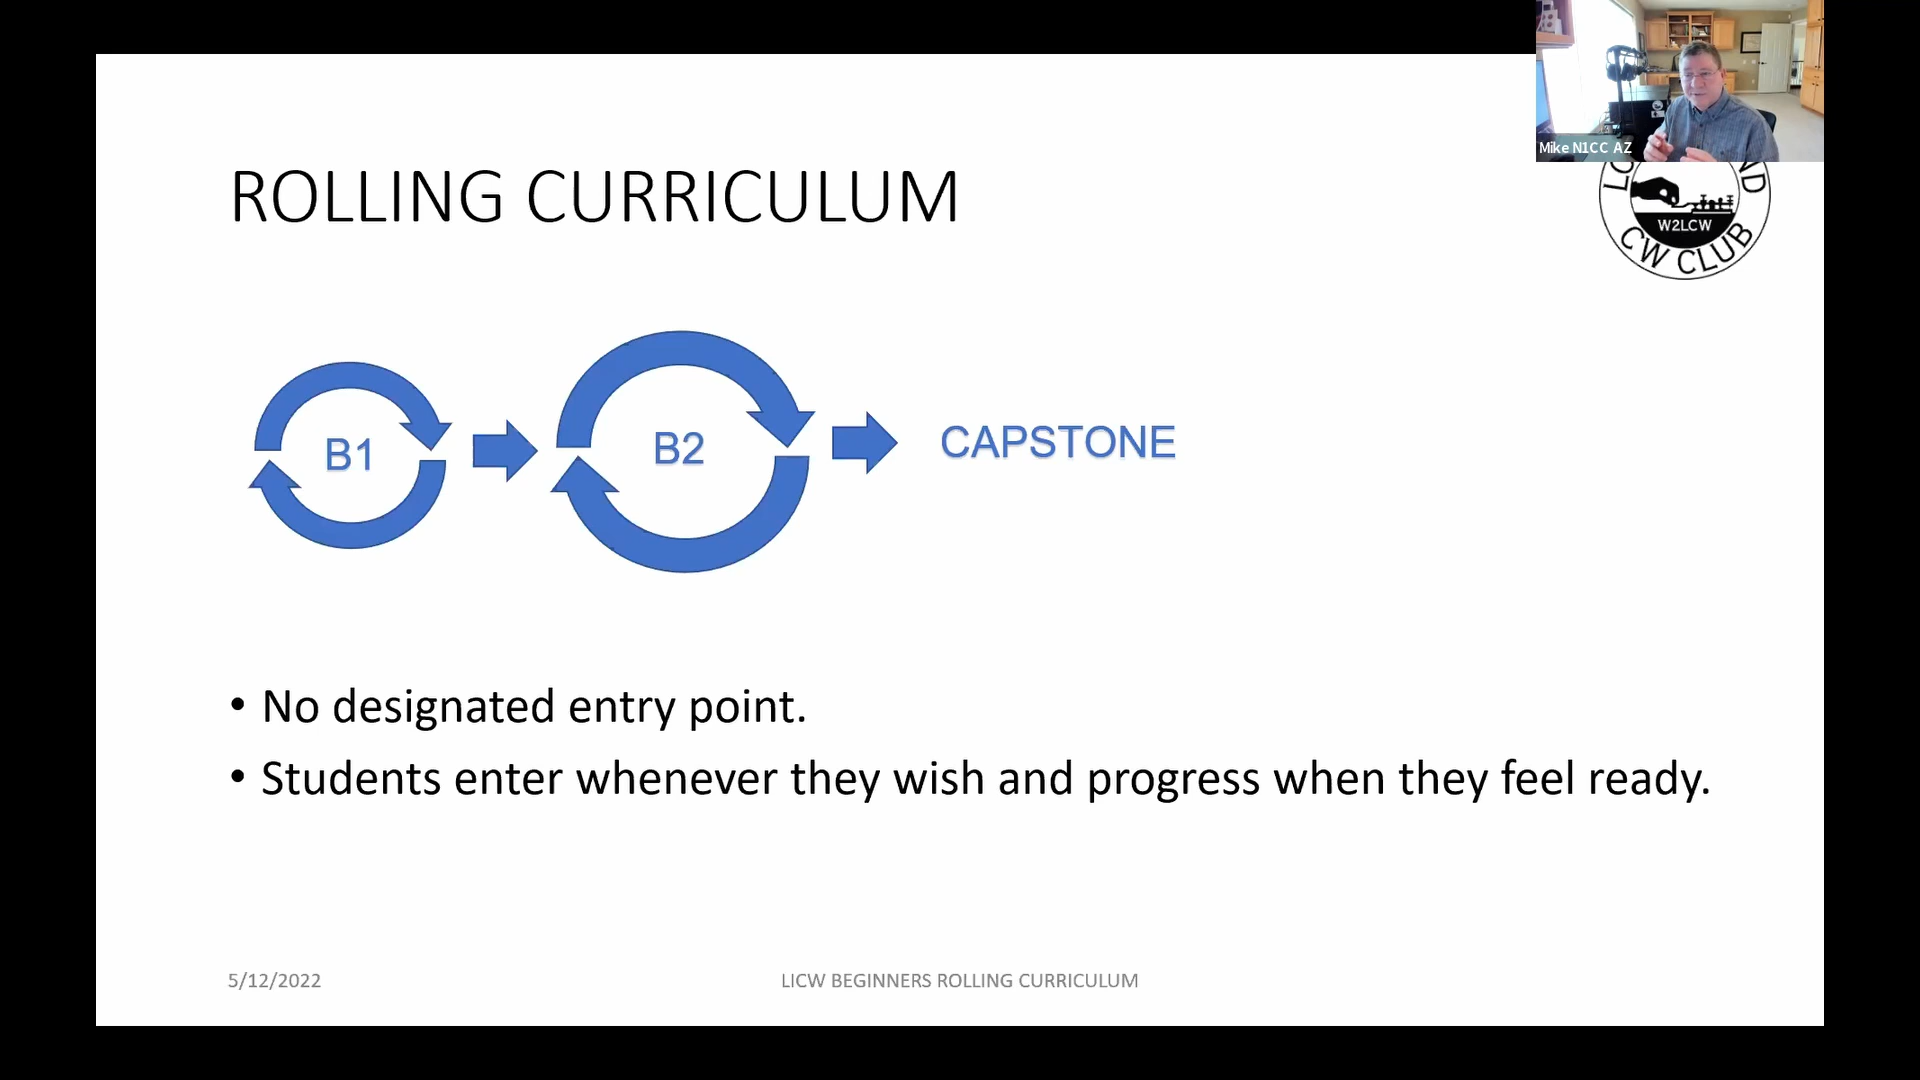 Mike N1CC AZ
ROLLING CURRICULUM
W2LCW
CW CLUB
B1
B2
CAPSTONE
• No designated entry point.
• Students enter whenever they wish and progress when they feel ready.
5/12/2022
LICW BEGINNERS ROLLING CURRICULUM